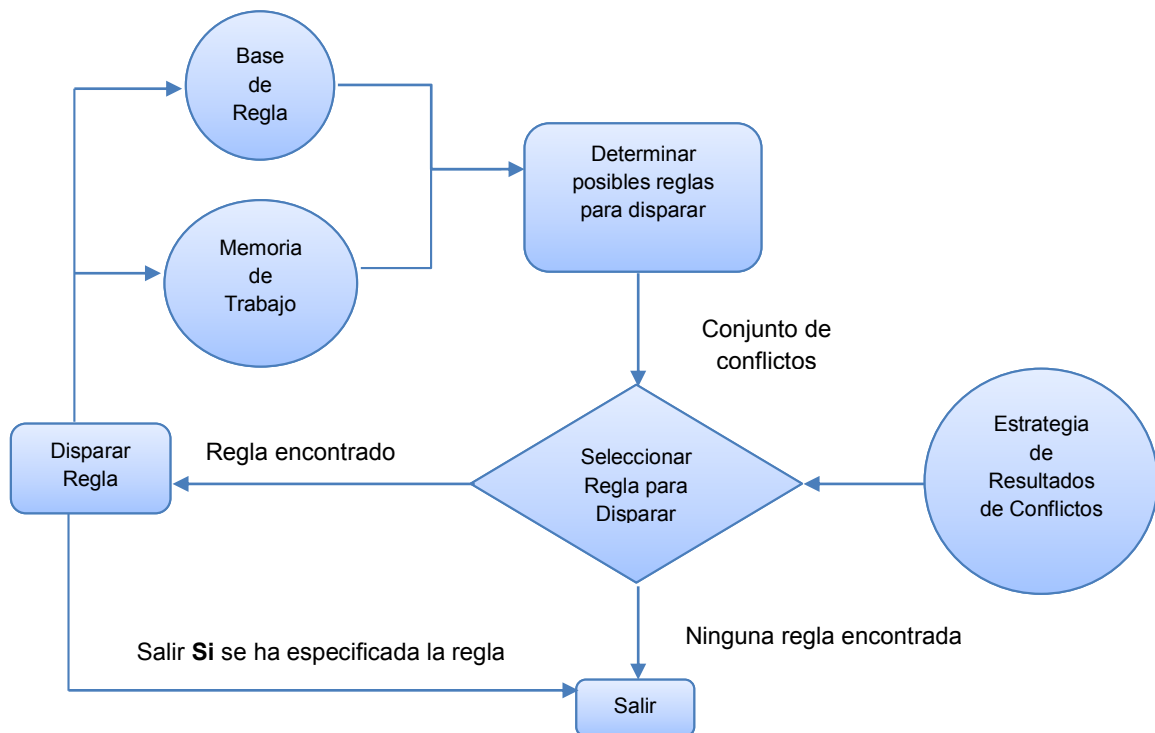 Base
de
Regla
Determinar
posibles reglas
para disparar
Memoria
de
Trabajo
Conjunto de
conflictos
Estrategia
de
Resultados
de Conflictos
Disparar
Regla
Regla encontrado
Seleccionar
Regla para
Disparar
Ninguna regla encontrada
Salir Si se ha especificada la regla
Salir